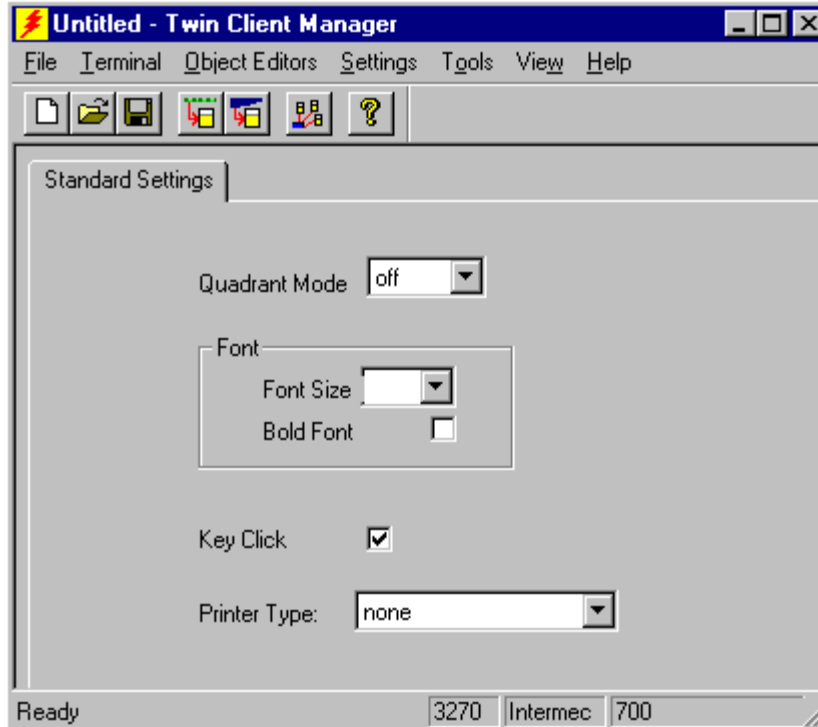 Untitled - Twin Client Manager
File Terminal Object Editors Settings Tools View Help
Standard Settings
Quadrant Mode off
Font
Font Size
Bold Font
Key Click
Printer Type: none
Ready 3270 Intermec 700